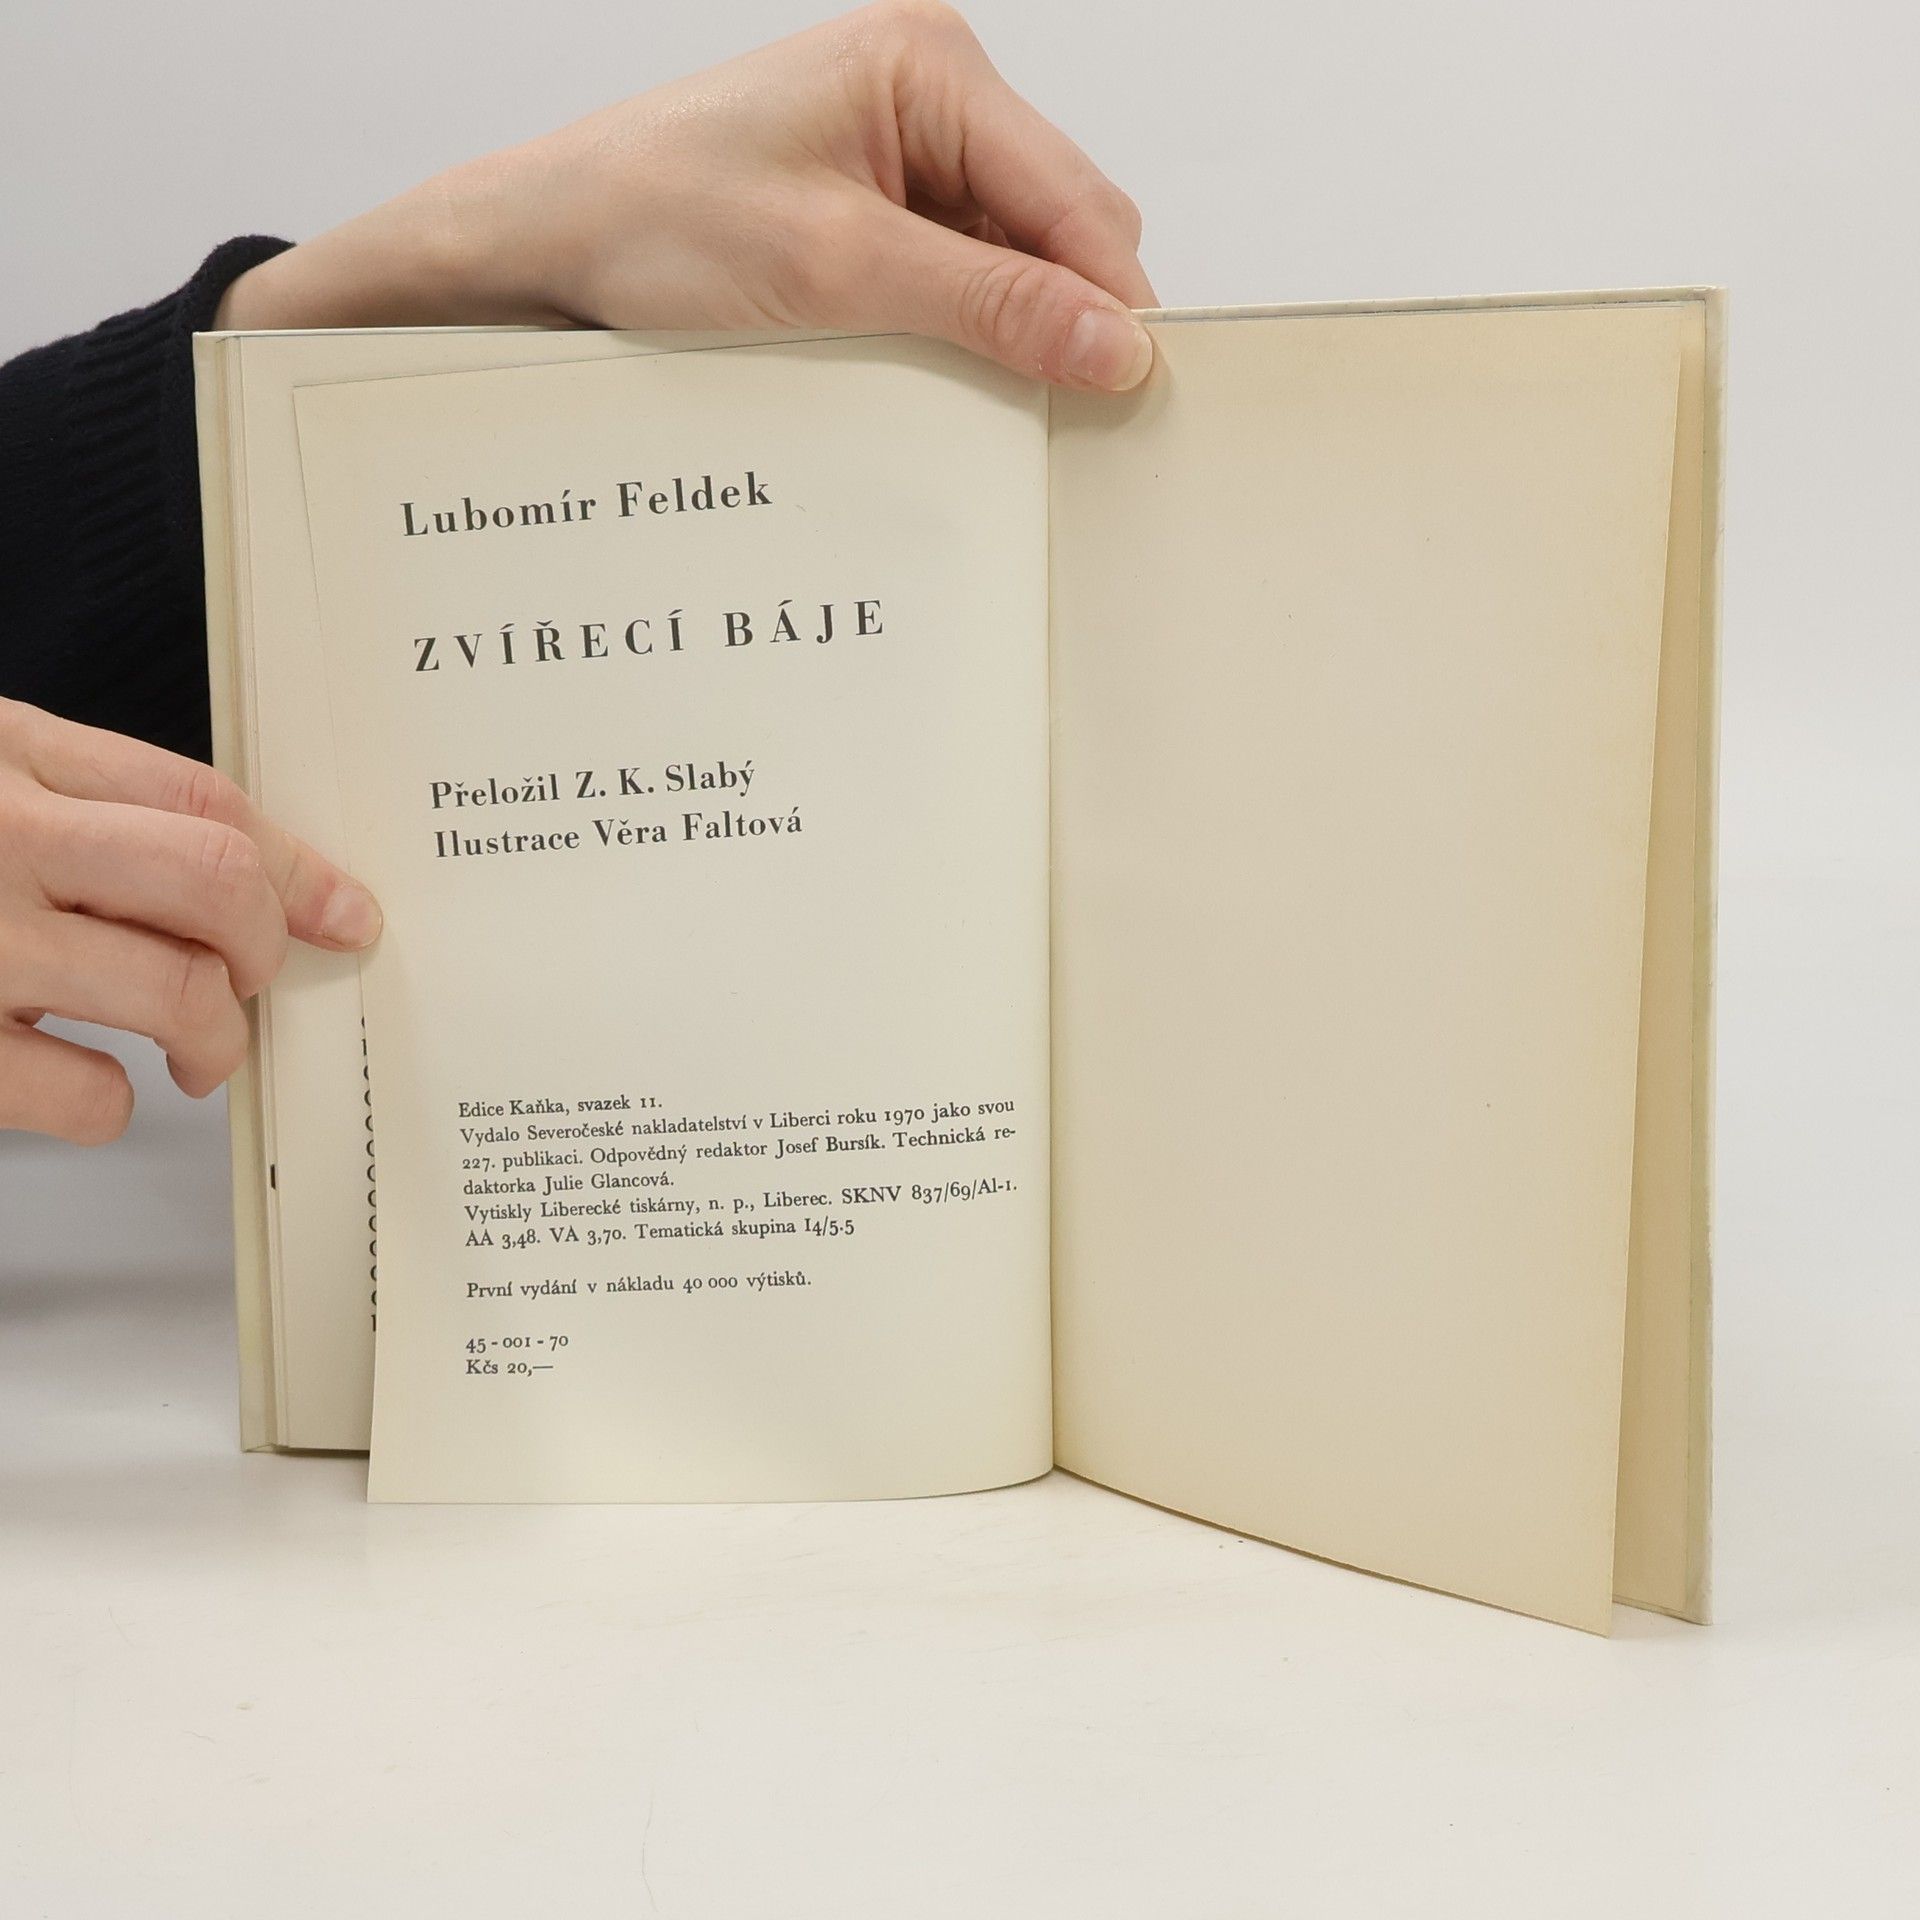 Lubomír Feldek
ZVÍŘECÍ BÁJE
Přeložil Z. K. Slabý
Ilustrace Věra Faltová
Edice Kaňka, svazek 11.
Vydalo Severočeské nakladatelství v Liberci roku 1970 jako svou
227. publikaci. Odpovědný redaktor Josef Bursík. Technická re-
daktorka Julie Glancová.
Vytiskly Liberecké tiskárny, n. p., Liberec. SKNV 837/69/Al-1.
AA 3,48. VA 3,70. Tematická skupina 14/5.5
První vydání v nákladu 40 000 výtisků.
45 - 001 - 70
Kčs 20,—